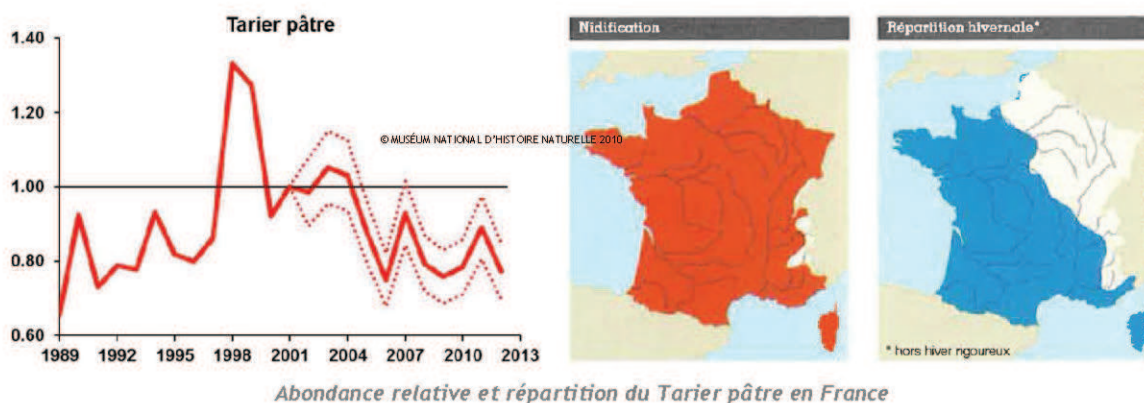 Tarier pâtre
1.40
1.20
1.00
0.80
0.60
1989 1992 1995 1998 2001 2004 2007 2010 2013
© MUSÉUM NATIONAL D'HISTOIRE NATURELLE 2010
Nidification
Répartition hivernale*
* hors hiver rigoureux
Abondance relative et répartition du Tarier pâtre en France